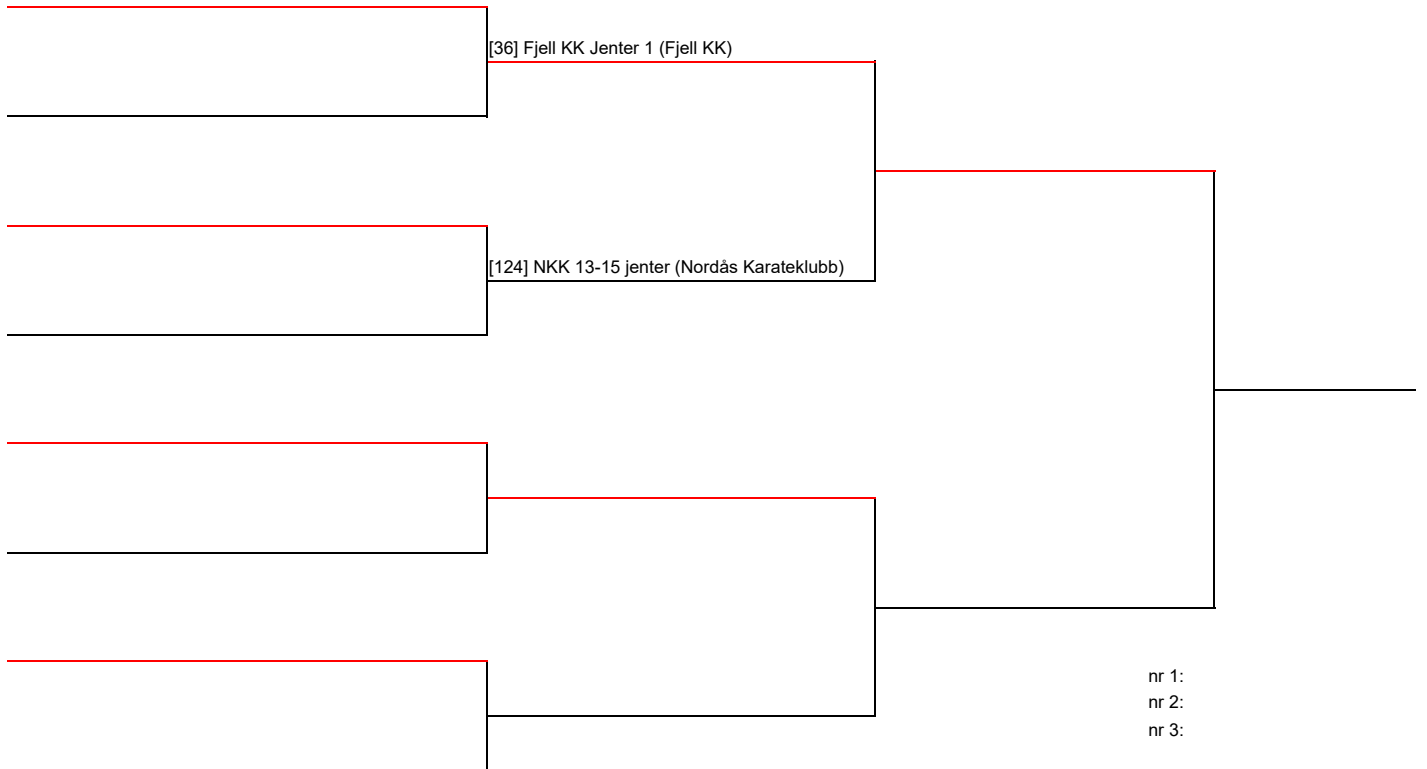 [36] Fjell KK Jenter 1 (Fjell KK)
[124] NKK 13-15 jenter (Nordås Karateklubb)
nr 1:
nr 2:
nr 3: